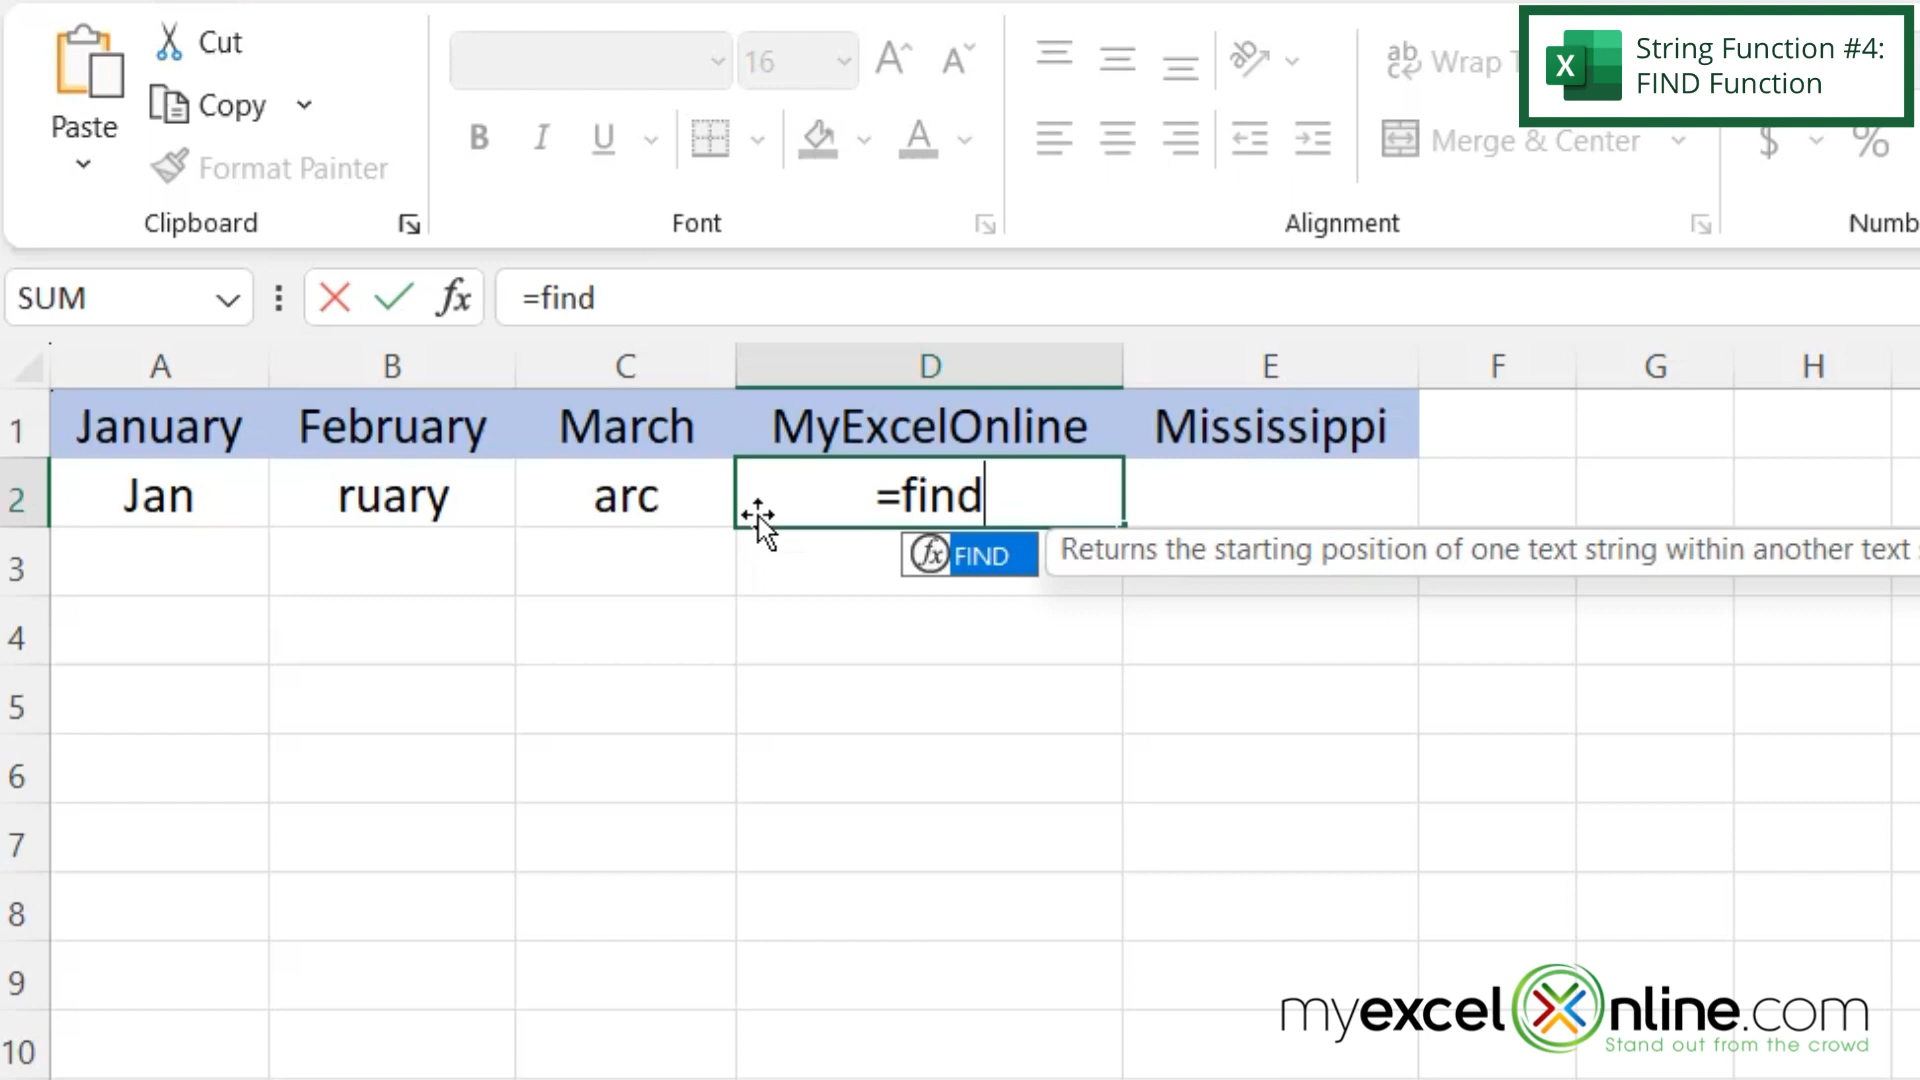 Cut
16
String Function #4:
FIND Function
Wrap
Copy
Paste
B I U
A
Merge & Center
$ %
Format Painter
Clipboard
Font
Alignment
Numb
SUM
fx
=find
A B C D E F G H
1 January February March MyExcelOnline Mississippi
2 Jan ruary arc =find
fx FIND Returns the starting position of one text string within another text
3
4
5
6
7
8
9
10
myexcelOnline.com
Stand out from the crowd